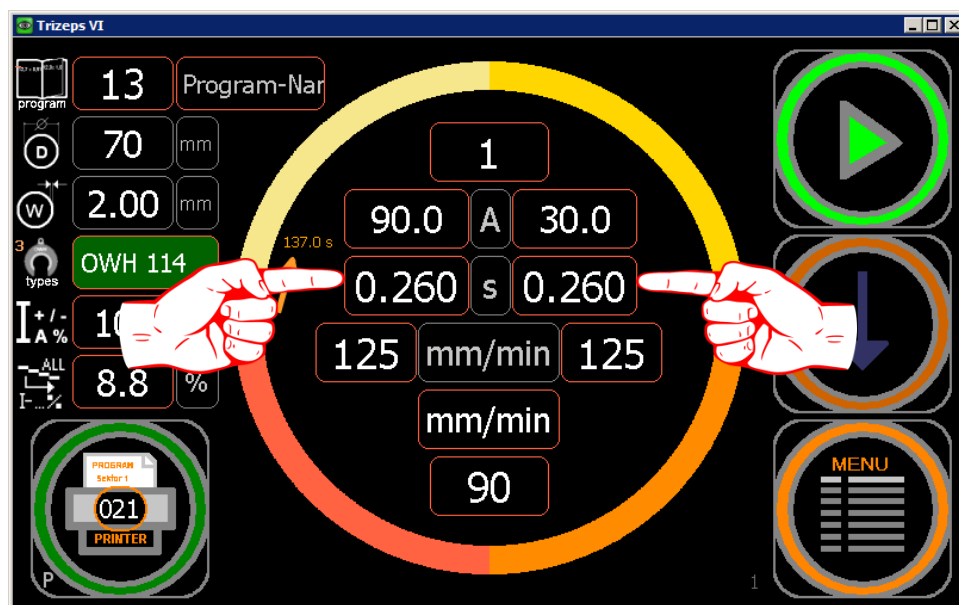 Trizeps VI
program
13
Program-Nar
D
70
mm
W
2.00
mm
3
types
OWH 114
I + / -
A %
ALL
I-...%
8.8
%
137.0 s
1
90.0 A 30.0
0.260 s 0.260
125 mm/min 125
mm/min
90
PROGRAM
Sektor 1
021
PRINTER
P
MENU
1